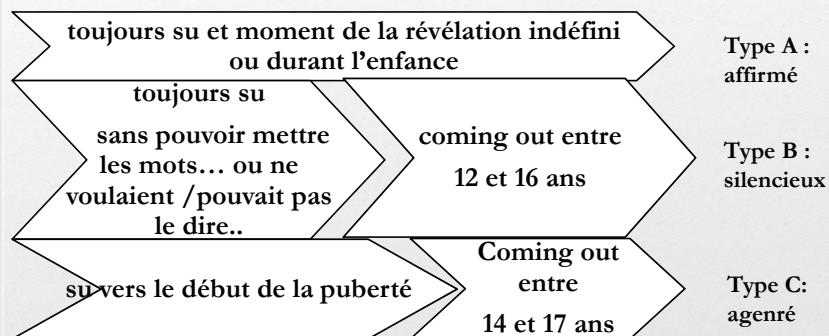 toujours su et moment de la révélation indéfini
ou durant l’enfance
Type A :
affirmé
toujours su
sans pouvoir mettre
les mots… ou ne
voulaient /pouvait pas
le dire..
coming out entre
12 et 16 ans
Type B :
silencieux
su vers le début de la puberté
Coming out
entre
14 et 17 ans
Type C:
agenré